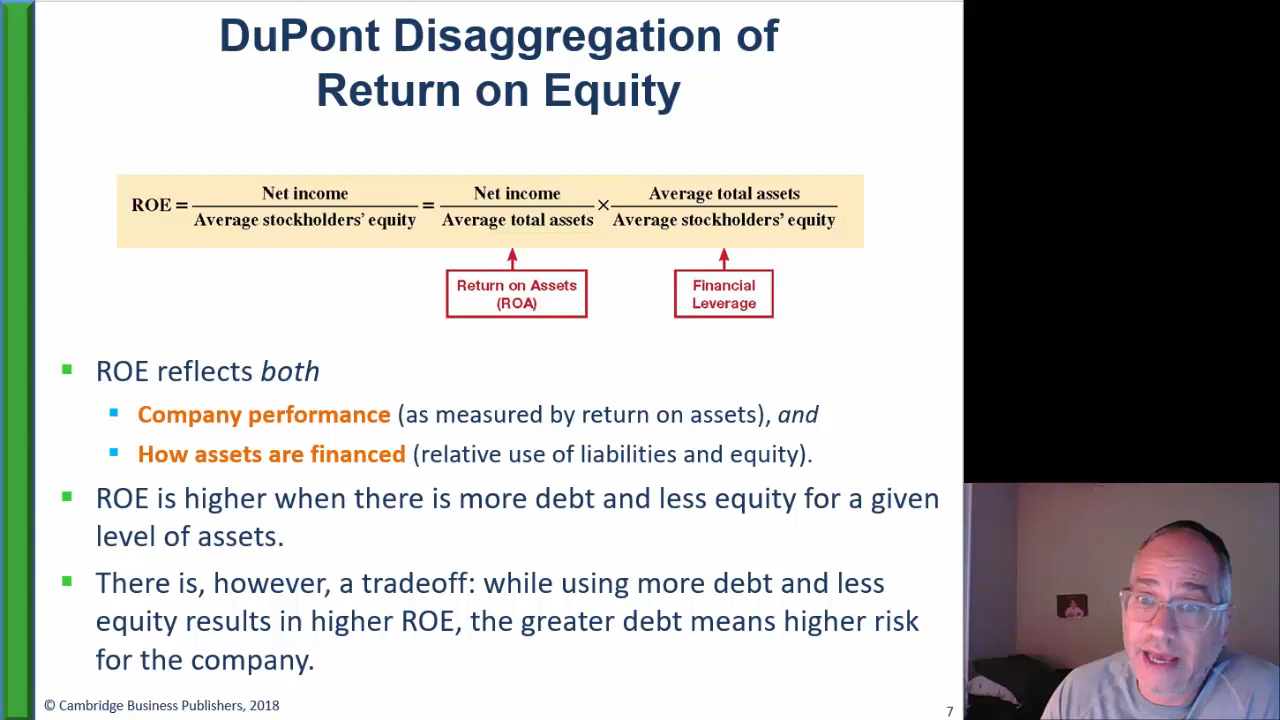 DuPont Disaggregation of
Return on Equity
ROE = Net income / Average stockholders' equity = Net income / Average total assets × Average total assets / Average stockholders' equity
Return on Assets
(ROA)
Financial
Leverage
ROE reflects both
Company performance (as measured by return on assets), and
How assets are financed (relative use of liabilities and equity).
ROE is higher when there is more debt and less equity for a given
level of assets.
There is, however, a tradeoff: while using more debt and less
equity results in higher ROE, the greater debt means higher risk
for the company.
© Cambridge Business Publishers, 2018
7